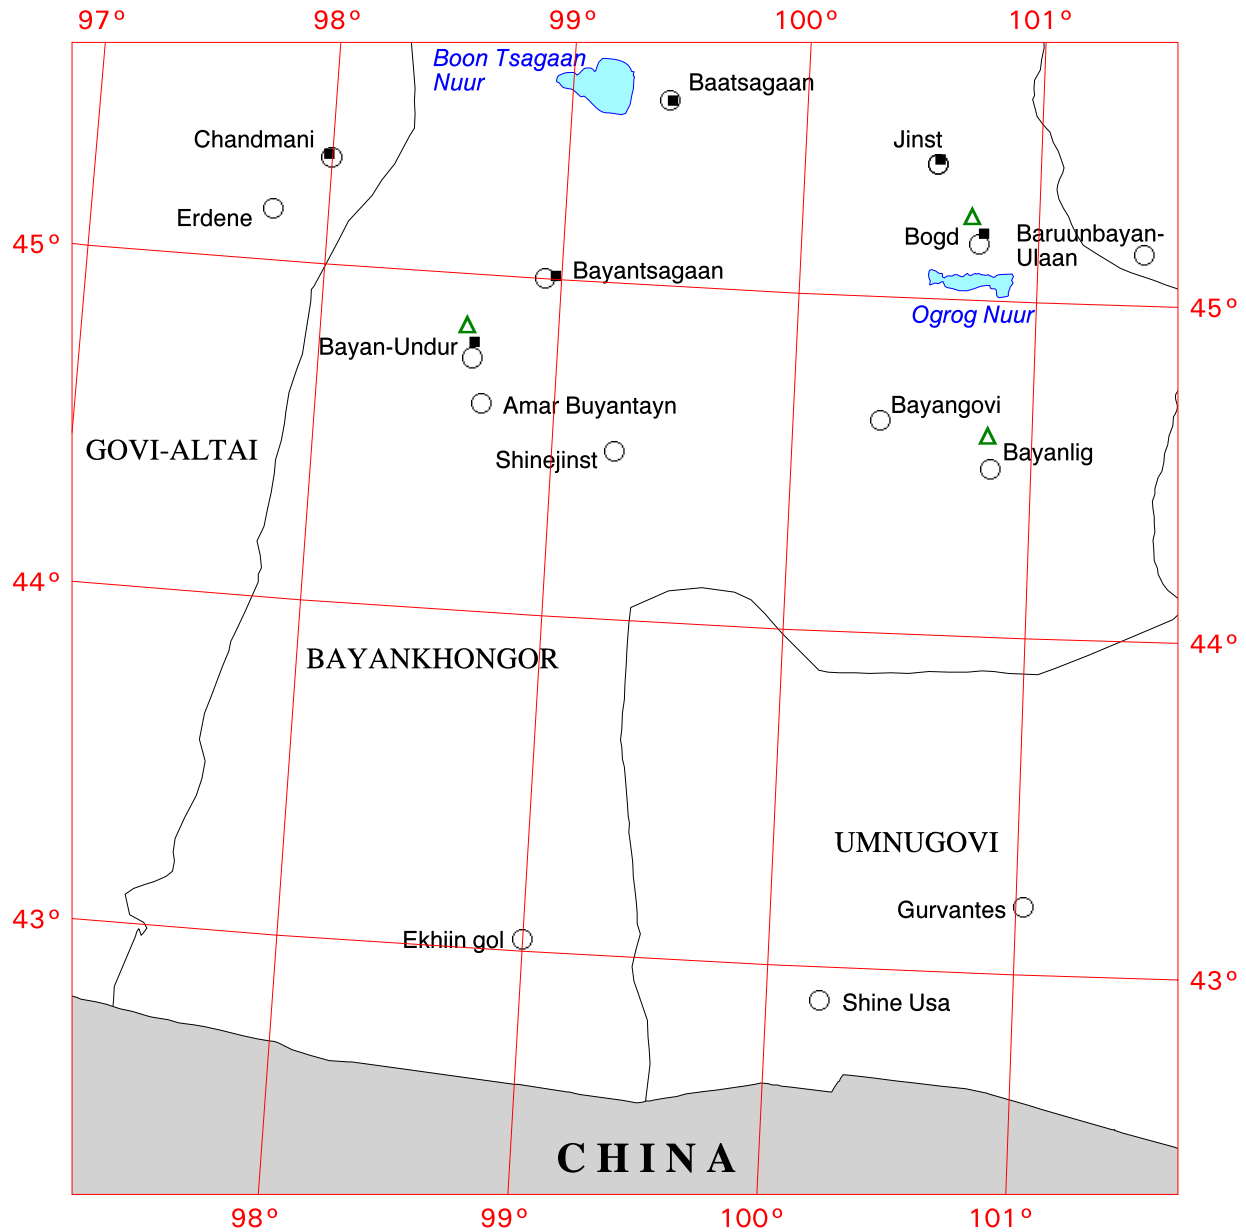 97° 98° 99° 100° 101°
Boon Tsagaan
Nuur
Baatsagaan
Chandmani
Jinst
Erdene
Bogd
Baruunbayan-
Ulaan
45°
Bayantsagaan
45°
Ogrog Nuur
Bayan-Undur
Amar Buyantayn
Bayangovi
GOVI-ALTAI
Shinejinst
Bayanlig
44°
44°
BAYANKHONGOR
UMNUGOVI
Gurvantes
43°
Ekhiin gol
43°
Shine Usa
CHINA
98° 99° 100° 101°